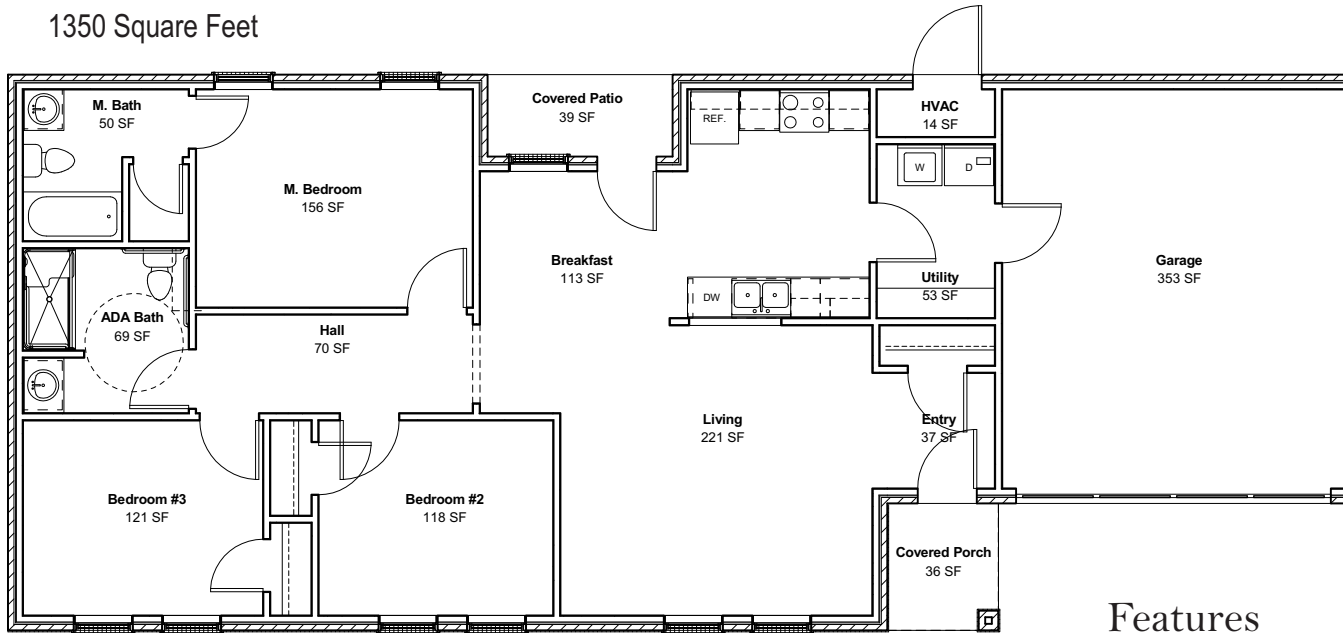 1350 Square Feet
M. Bath
50 SF
Covered Patio
39 SF
REF.
HVAC
14 SF
W
D
M. Bedroom
156 SF
Breakfast
113 SF
Utility
53 SF
Garage
353 SF
DW
ADA Bath
69 SF
Hall
70 SF
Living
221 SF
Entry
37 SF
Bedroom #3
121 SF
Bedroom #2
118 SF
Covered Porch
36 SF
Features